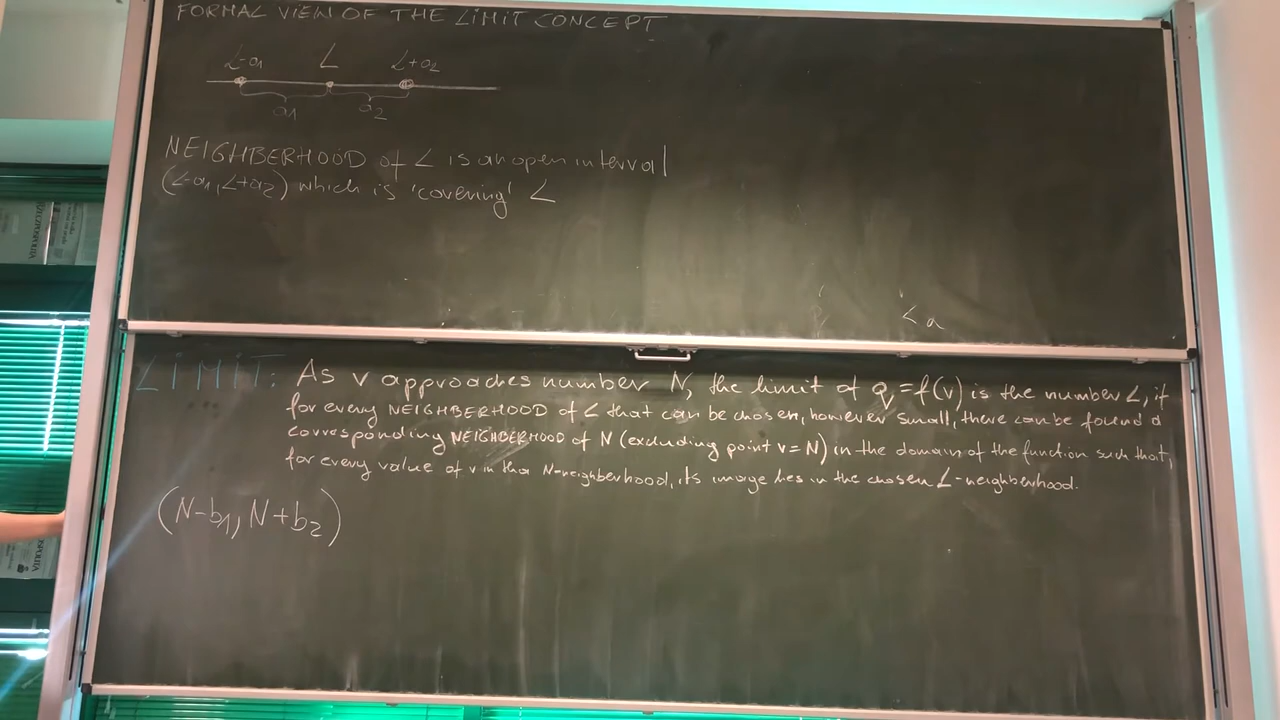 FORMAL VIEW OF THE LIMIT CONCEPT
L-a1 L L+a2
a1 a2
NEIGHBERHOOD of L is an open interval
(L-a1, L+a2) which is 'covering' L
L a
LIMIT: As v approaches number N, the limit of q = f(v) is the number L, if
for every NEIGHBERHOOD of L that can be chosen, however small, there can be found a
corresponding NEIGHBERHOOD of N (excluding point v = N) in the domain of the function such that,
for every value of v in tha N-neighberhood, its image lies in the chosen L-neighberhood.
(N-b1, N+b2)
RZECZPOSPOLITA